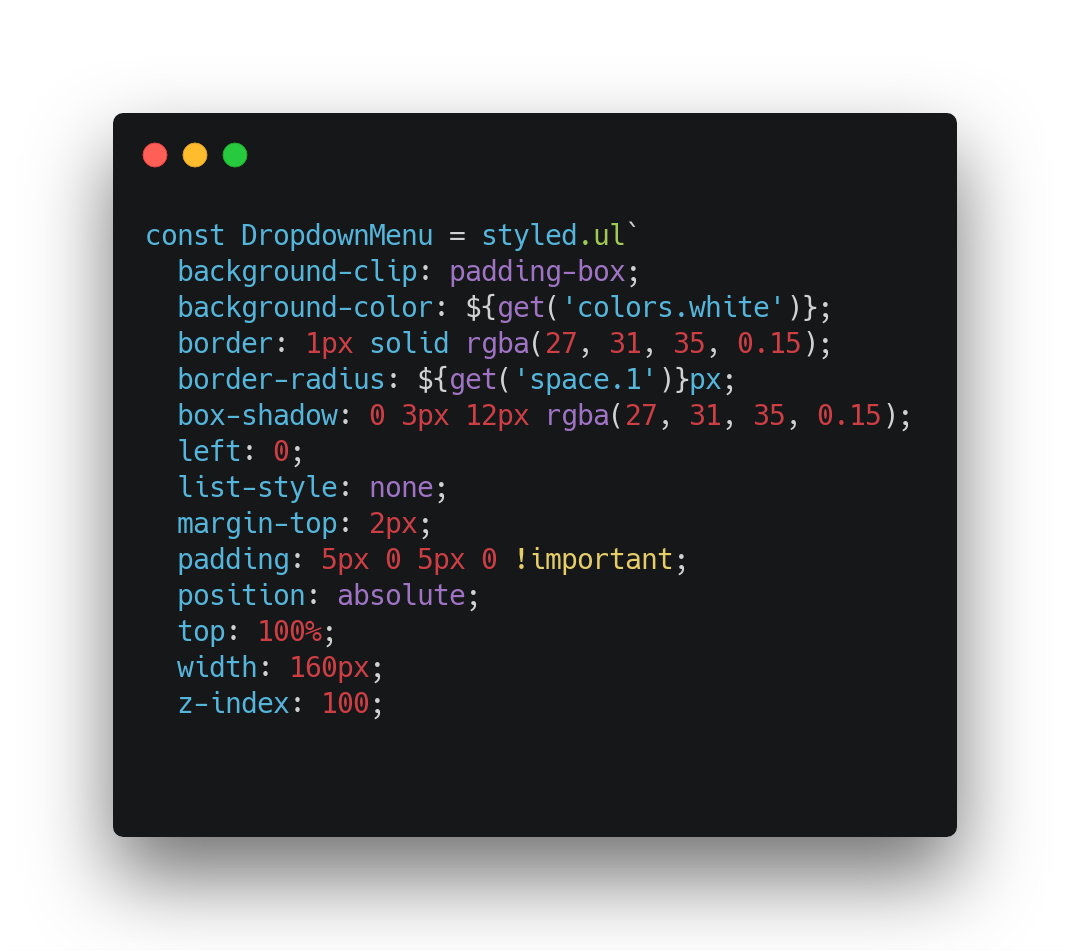 const DropdownMenu = styled.ul`
  background-clip: padding-box;
  background-color: ${get('colors.white')};
  border: 1px solid rgba(27, 31, 35, 0.15);
  border-radius: ${get('space.1')}px;
  box-shadow: 0 3px 12px rgba(27, 31, 35, 0.15);
  left: 0;
  list-style: none;
  margin-top: 2px;
  padding: 5px 0 5px 0 !important;
  position: absolute;
  top: 100%;
  width: 160px;
  z-index: 100;